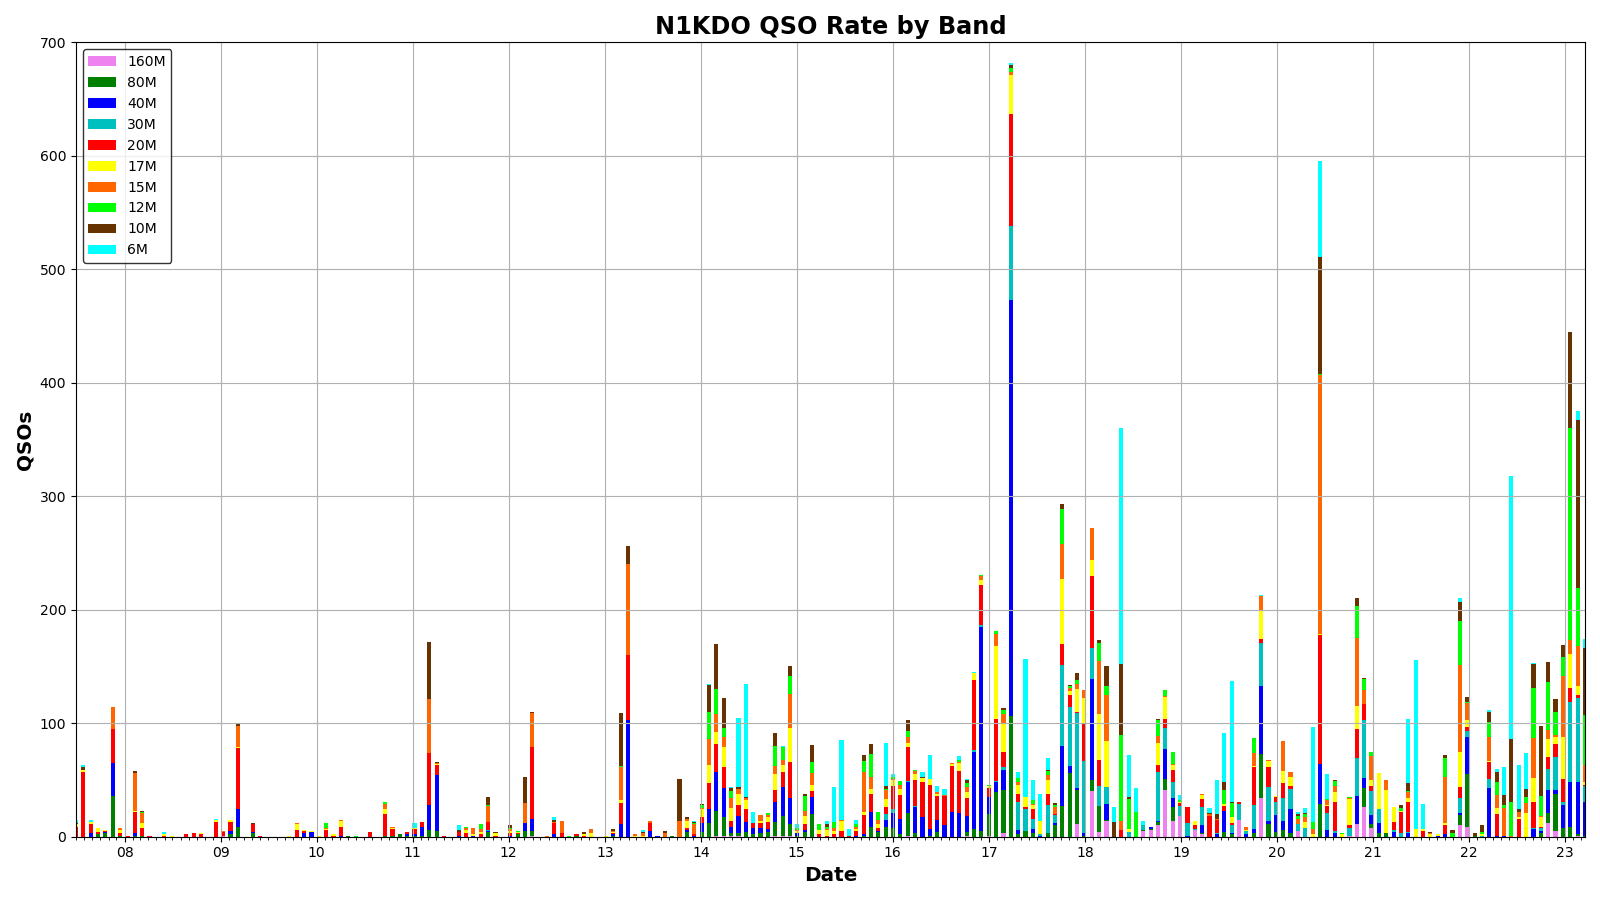 N1KDO QSO Rate by Band
700
600
500
400
300
200
100
0
QSOs
160M
80M
40M
30M
20M
17M
15M
12M
10M
6M
08 09 10 11 12 13 14 15 16 17 18 19 20 21 22 23
Date